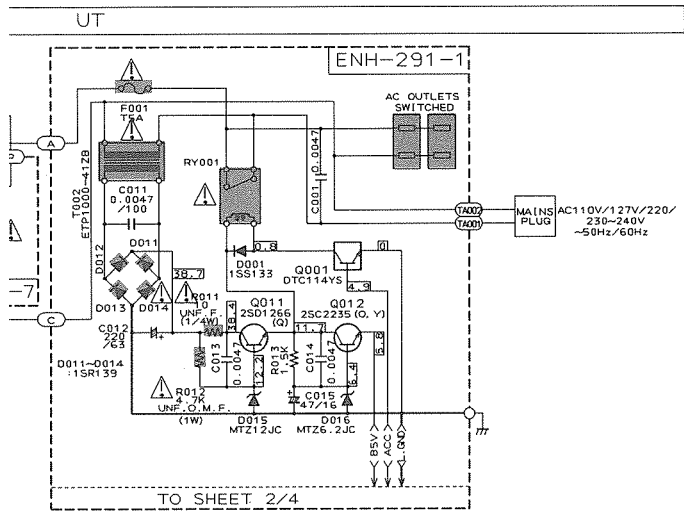 UT
ENH-291-1
F001
T5A
AC OUTLETS
SWITCHED
A
T002
ETP1000-41ZB
RY001
C001 0.0047
C011
0.0047
/100
TA002
TA001
MAINS
PLUG
AC110V/127V/220/
230~240V
~50Hz/60Hz
P
D012
D011
0.8
D001
1SS133
Q001
DTC114YS
0
4.9
38.7
-7
D013
D014
R011
10
UNF.F.
(1/4W)
38.4
Q011
2SD1266
(Q)
Q012
2SC2235(O,Y)
11.7
C
C012
220
/63
C013
0.0047
12.2
R013
1.5K
C014
0.0047
6.4
5.8
D011~D014
:1SR139
R012
4.7K
UNF.O.M.F.
(1W)
D015
MTZ12JC
C015
47/16
D016
MTZ6.2JC
B5V
ACC
L.GND
TO SHEET 2/4